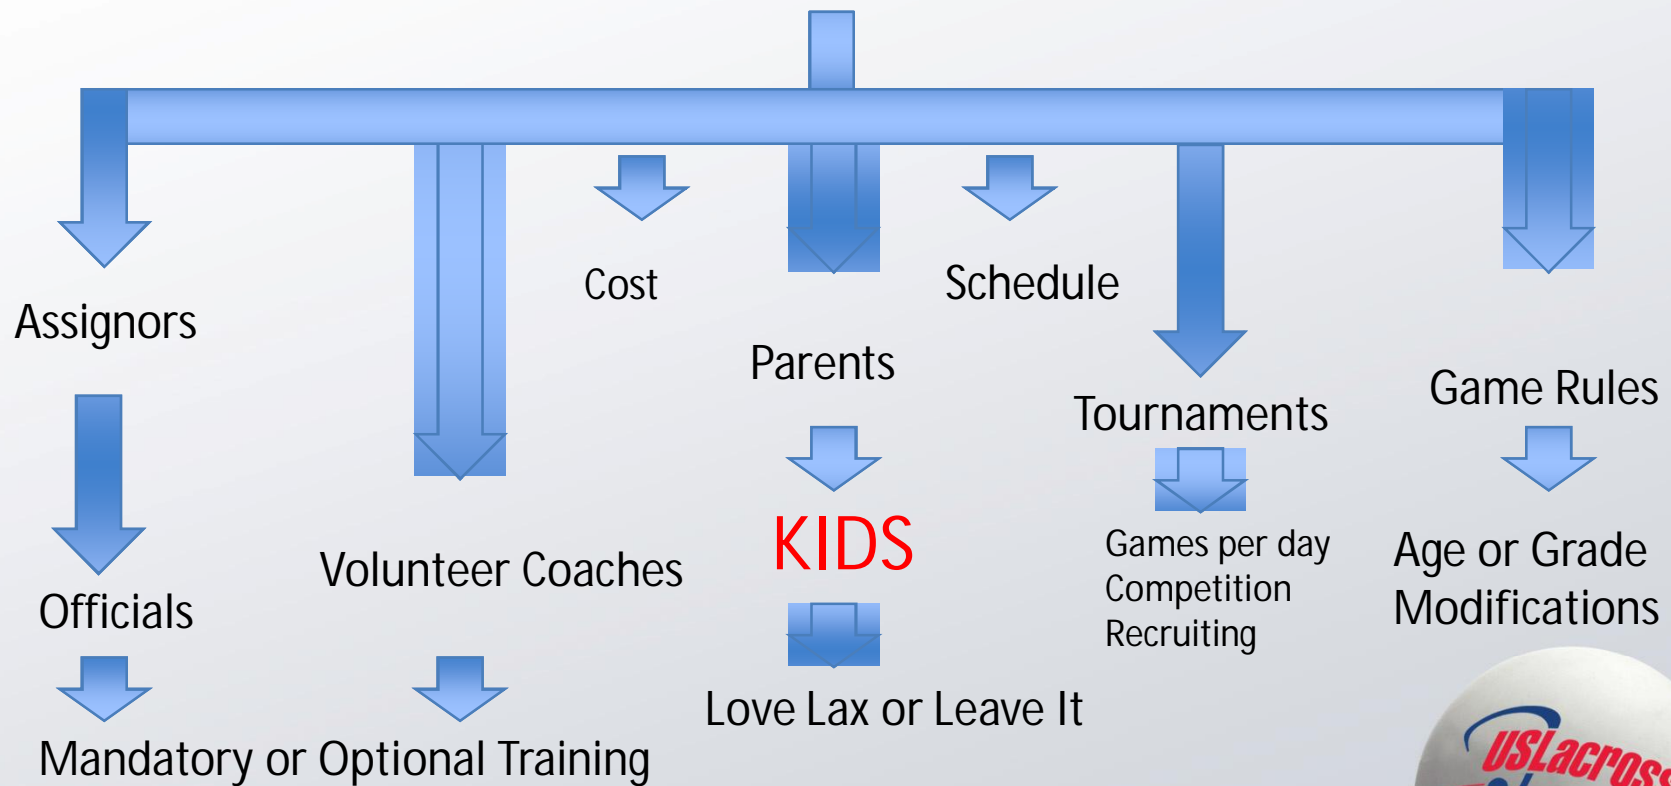 Cost
Schedule
Assignors
Parents
Game Rules
Tournaments
KIDS
Games per day
Competition
Recruiting
Age or Grade
Modifications
Volunteer Coaches
Officials
Love Lax or Leave It
Mandatory or Optional Training
USLacross